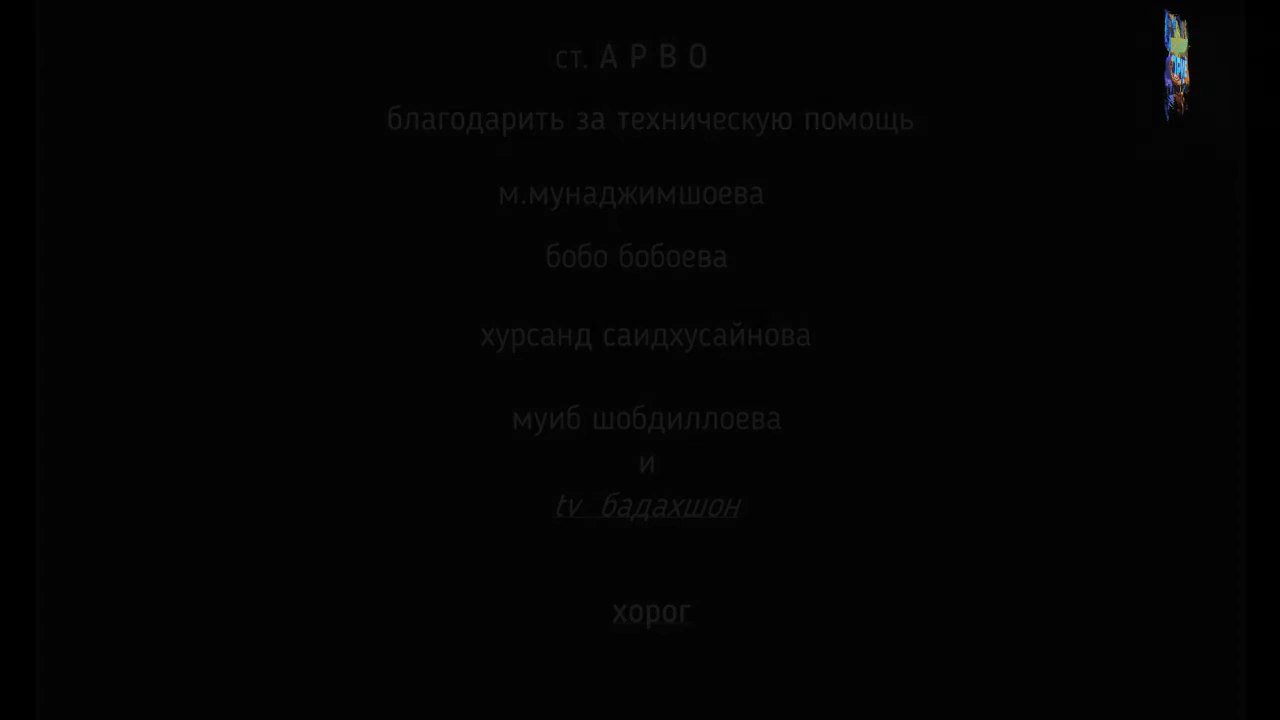 ст. А Р В О
благодарить за техническую помощь
м.мунаджимшоева
бобо бобоева
хурсанд саидхусайнова
муиб шобдиллоева
и
tv бадахшон
хорог